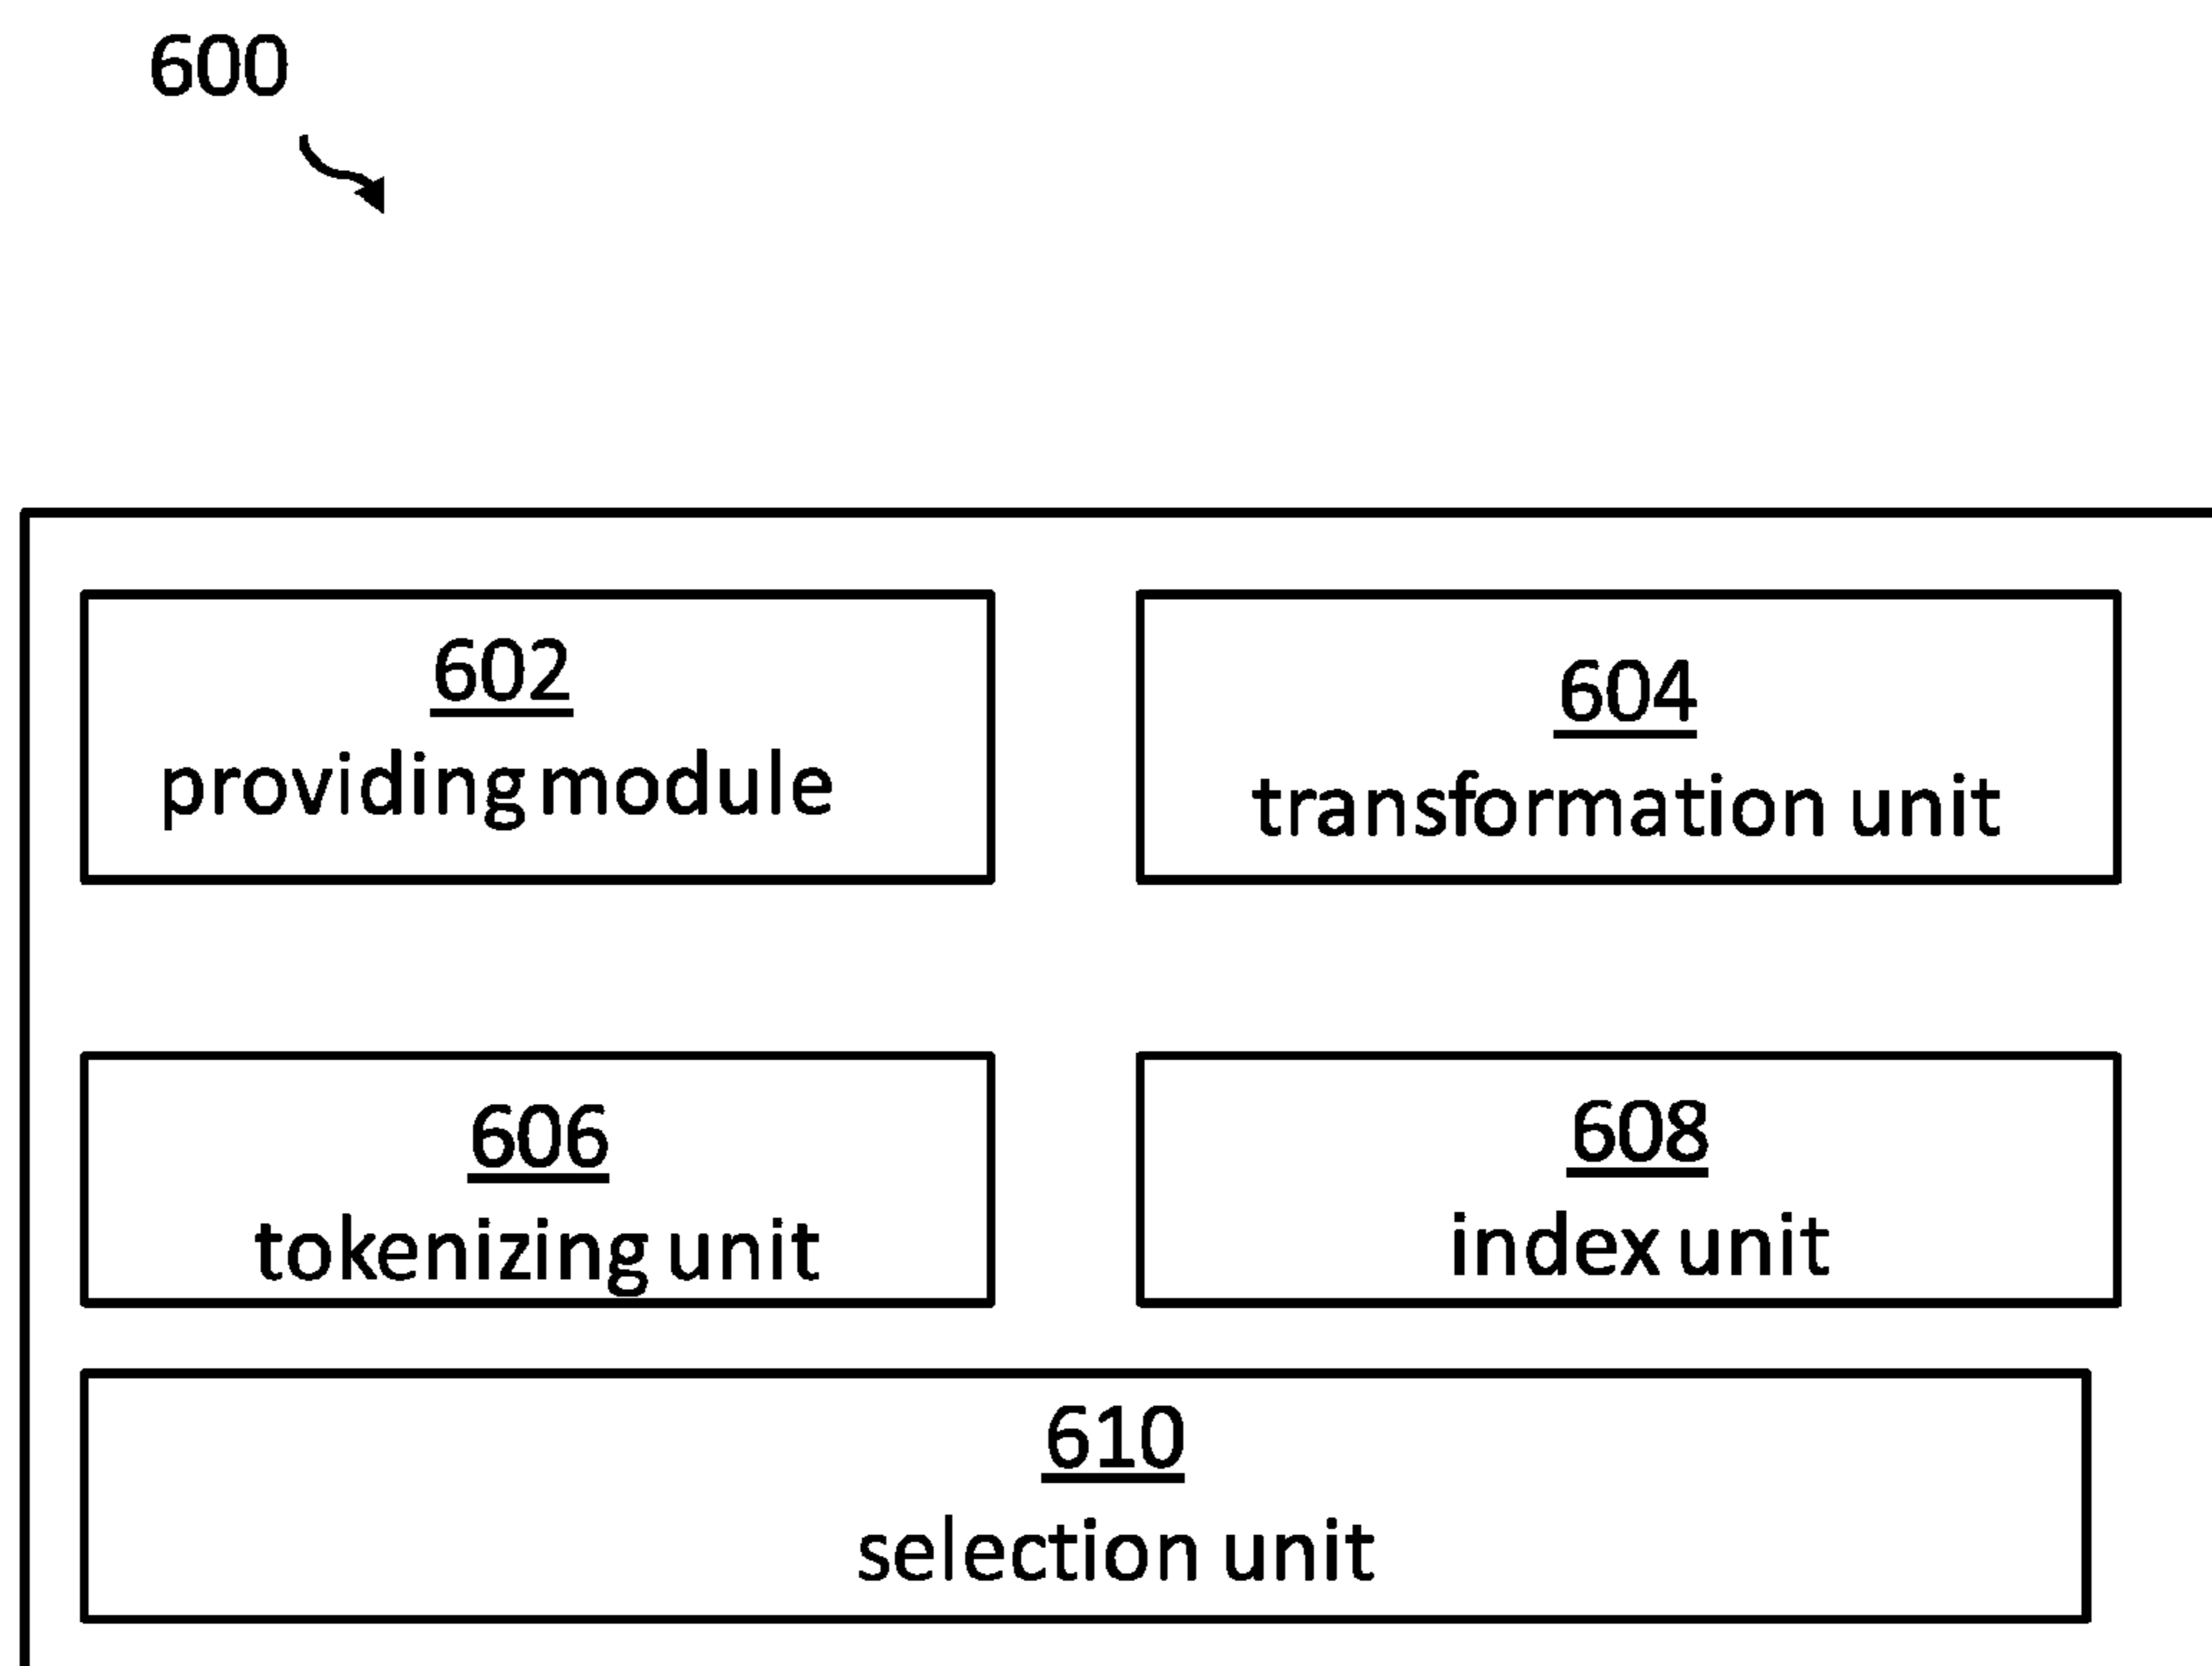 600
602
providing module
604
transformation unit
606
tokenizing unit
608
index unit
610
selection unit